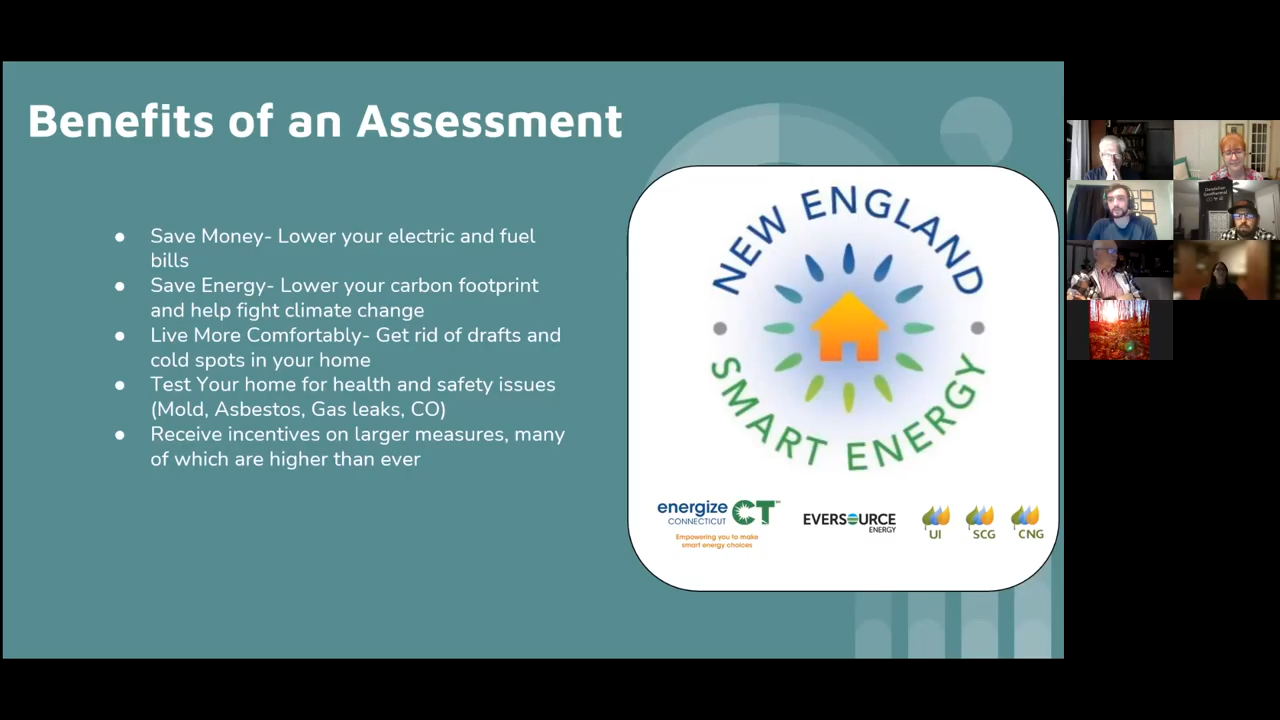 Benefits of an Assessment
● Save Money- Lower your electric and fuel
bills
● Save Energy- Lower your carbon footprint
and help fight climate change
● Live More Comfortably- Get rid of drafts and
cold spots in your home
● Test Your home for health and safety issues
(Mold, Asbestos, Gas leaks, CO)
● Receive incentives on larger measures, many
of which are higher than ever
NEW ENGLAND
SMART ENERGY
energize CT
CONNECTICUT
Empowering you to make
smart energy choices
EVERSOURCE
ENERGY
UI
SCG
CNG
Dandelion
Geothermal